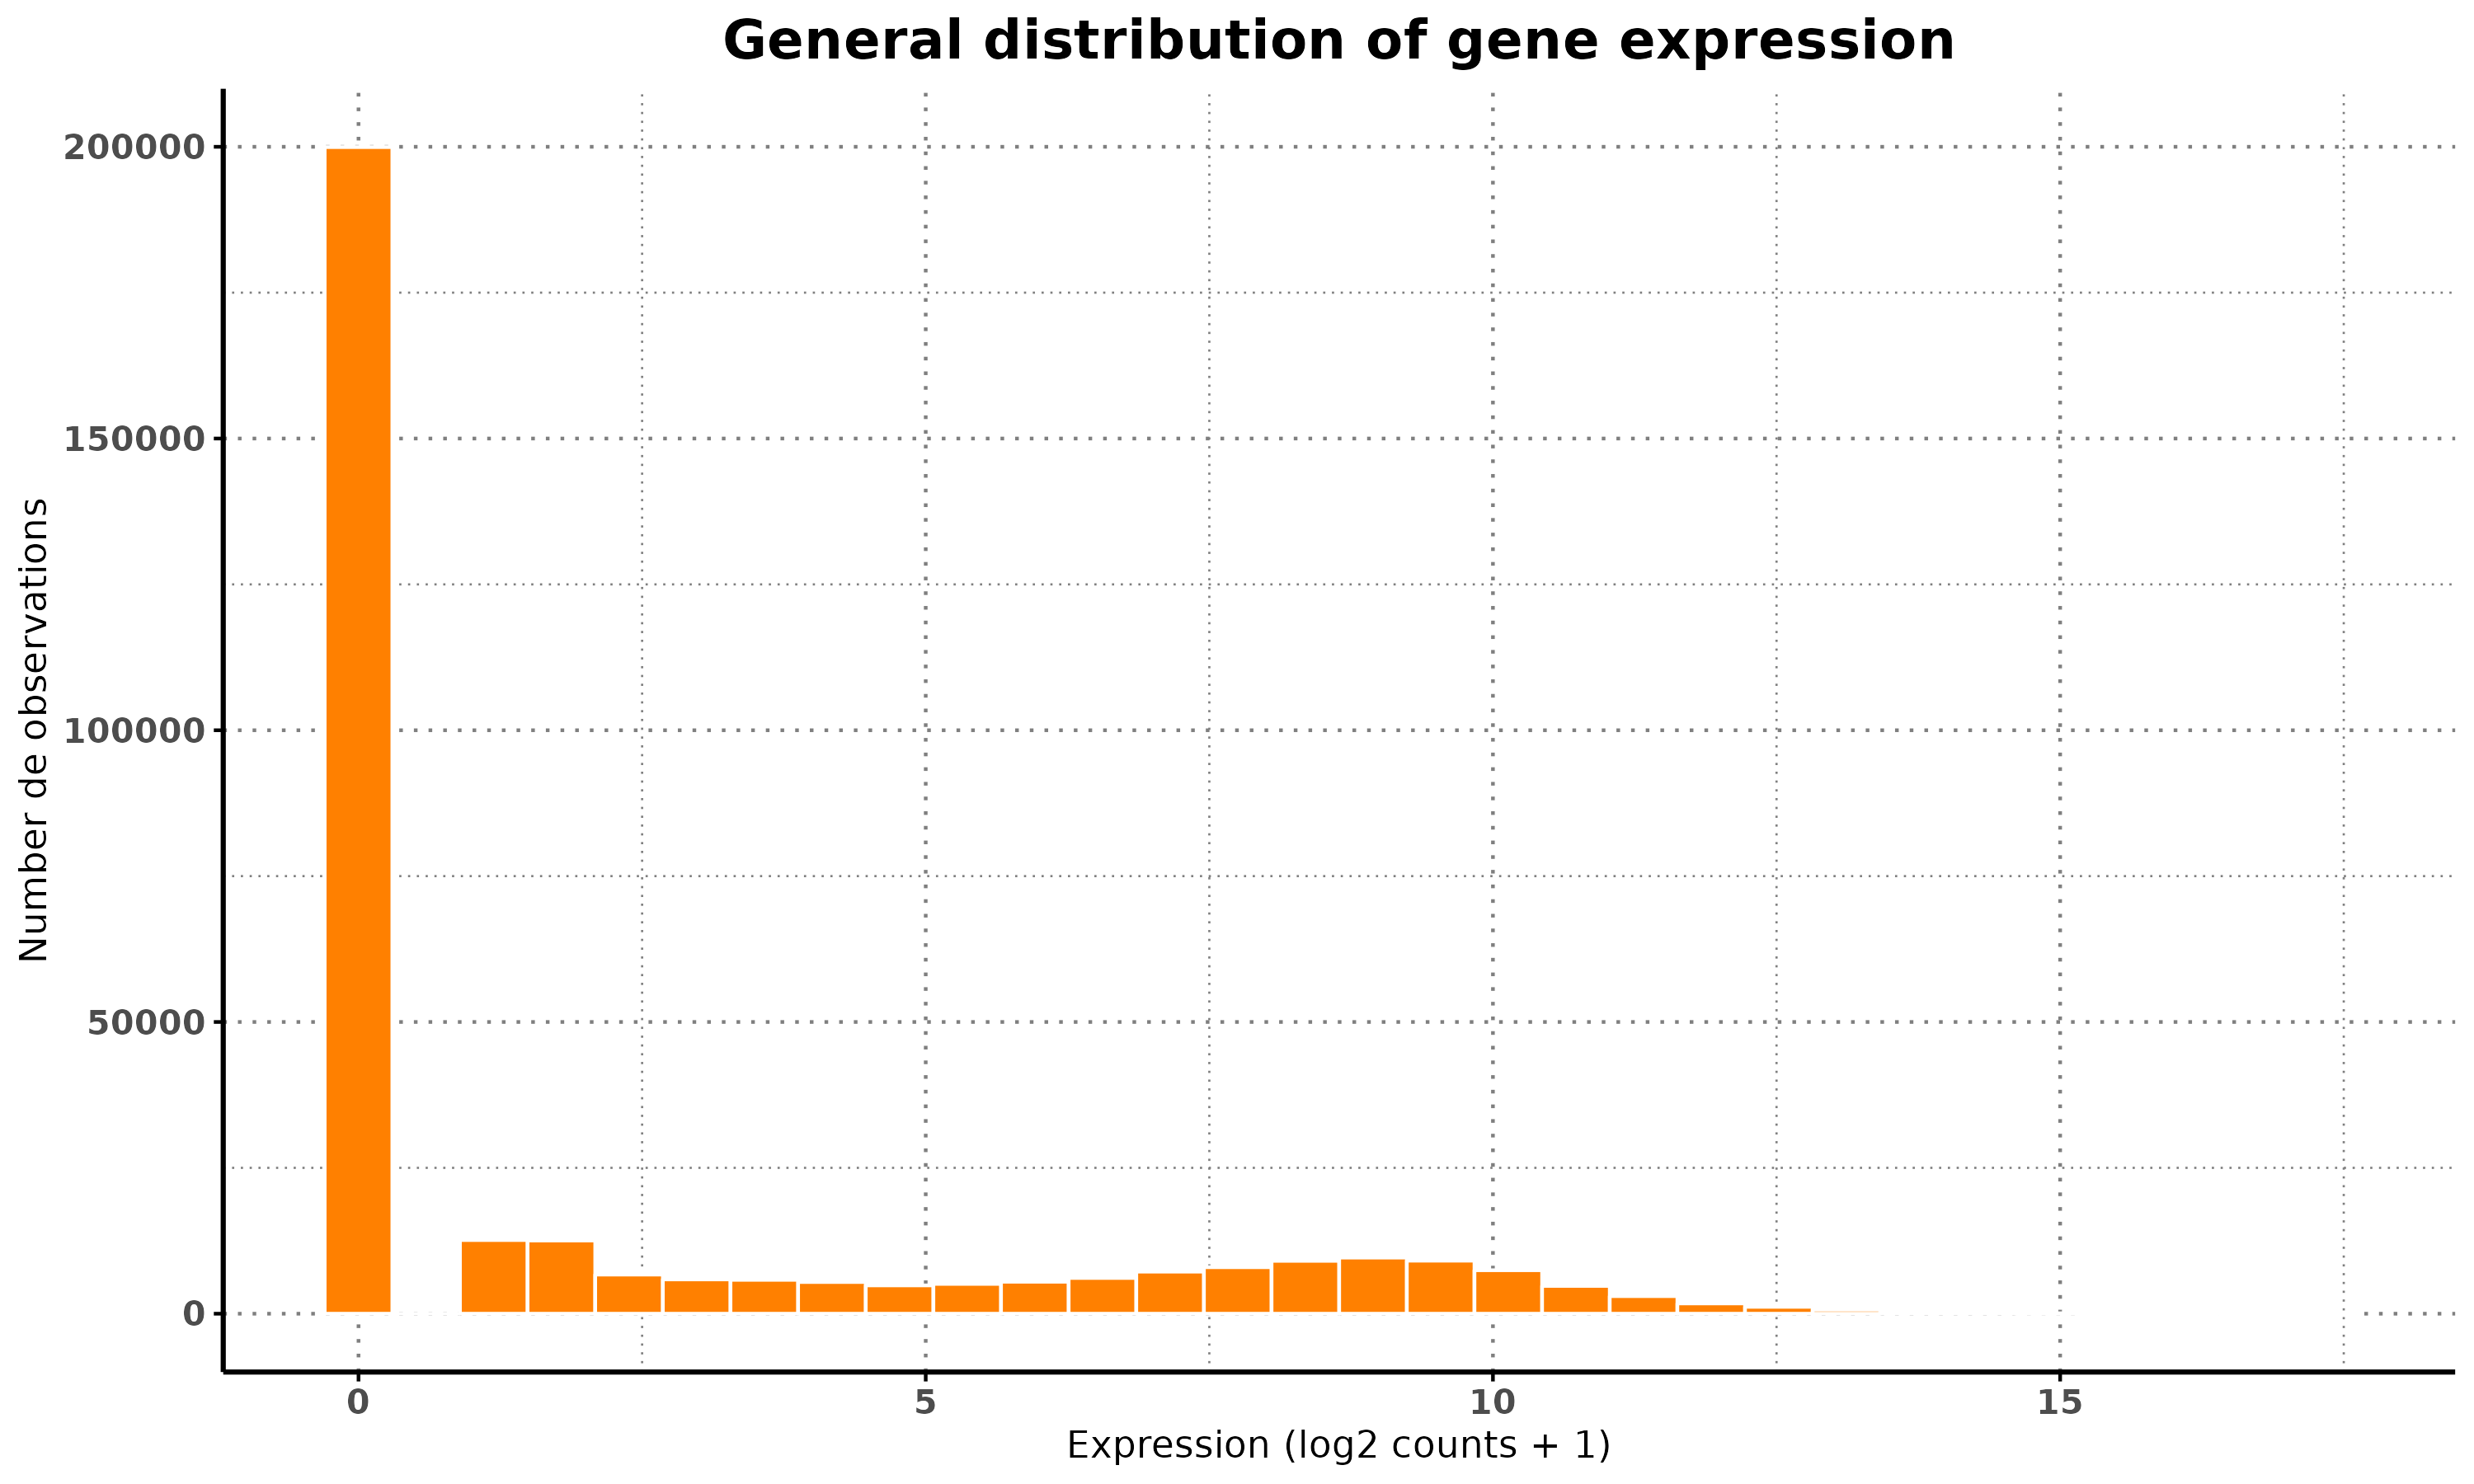 General distribution of gene expression
Number de observations
200000
150000
100000
50000
0
0 5 10 15
Expression (log2 counts + 1)